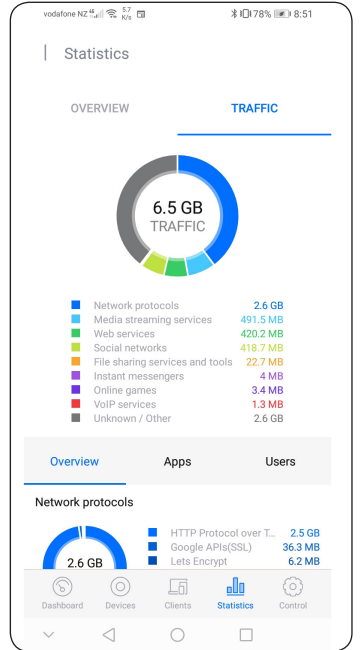 vodafone NZ 46 5.7 K/s 78% 8:51
Statistics
OVERVIEW TRAFFIC
6.5 GB
TRAFFIC
Network protocols 2.6 GB
Media streaming services 491.5 MB
Web services 420.2 MB
Social networks 418.7 MB
File sharing services and tools 22.7 MB
Instant messengers 4 MB
Online games 3.4 MB
VoIP services 1.3 MB
Unknown / Other 2.6 GB
Overview Apps Users
Network protocols
HTTP Protocol over T... 2.5 GB
Google APIs(SSL) 36.3 MB
2.6 GB Lets Encrypt 6.2 MB
Dashboard Devices Clients Statistics Control